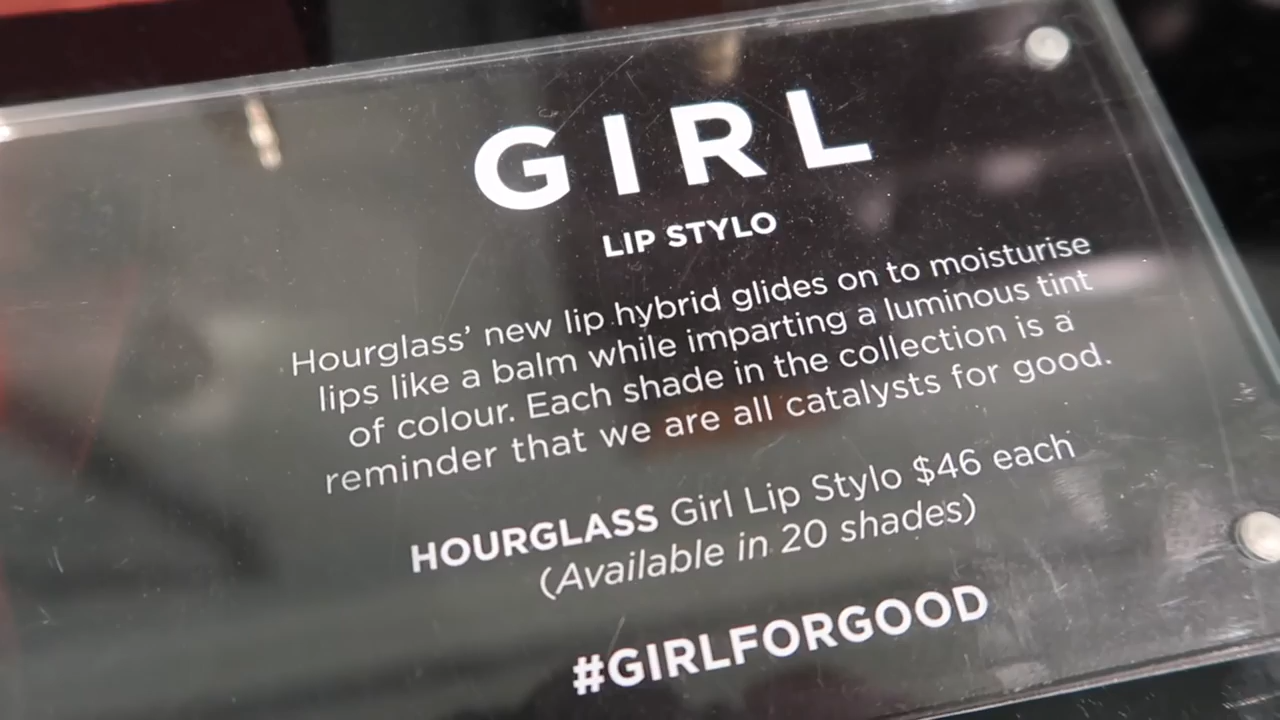 GIRL
LIP STYLO
Hourglass’ new lip hybrid glides on to moisturise
lips like a balm while imparting a luminous tint
of colour. Each shade in the collection is a
reminder that we are all catalysts for good.
HOURGLASS Girl Lip Stylo $46 each
(Available in 20 shades)
#GIRLFORGOOD